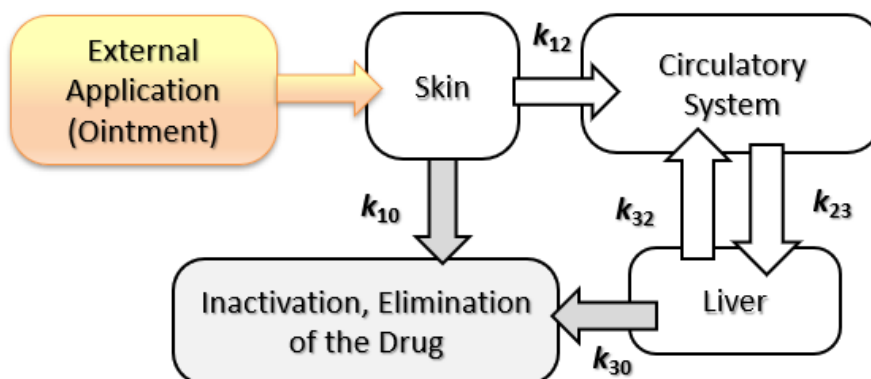 External
Application
(Ointment)
Skin
k12
Circulatory
System
k10
k32
k23
Inactivation, Elimination
of the Drug
k30
Liver